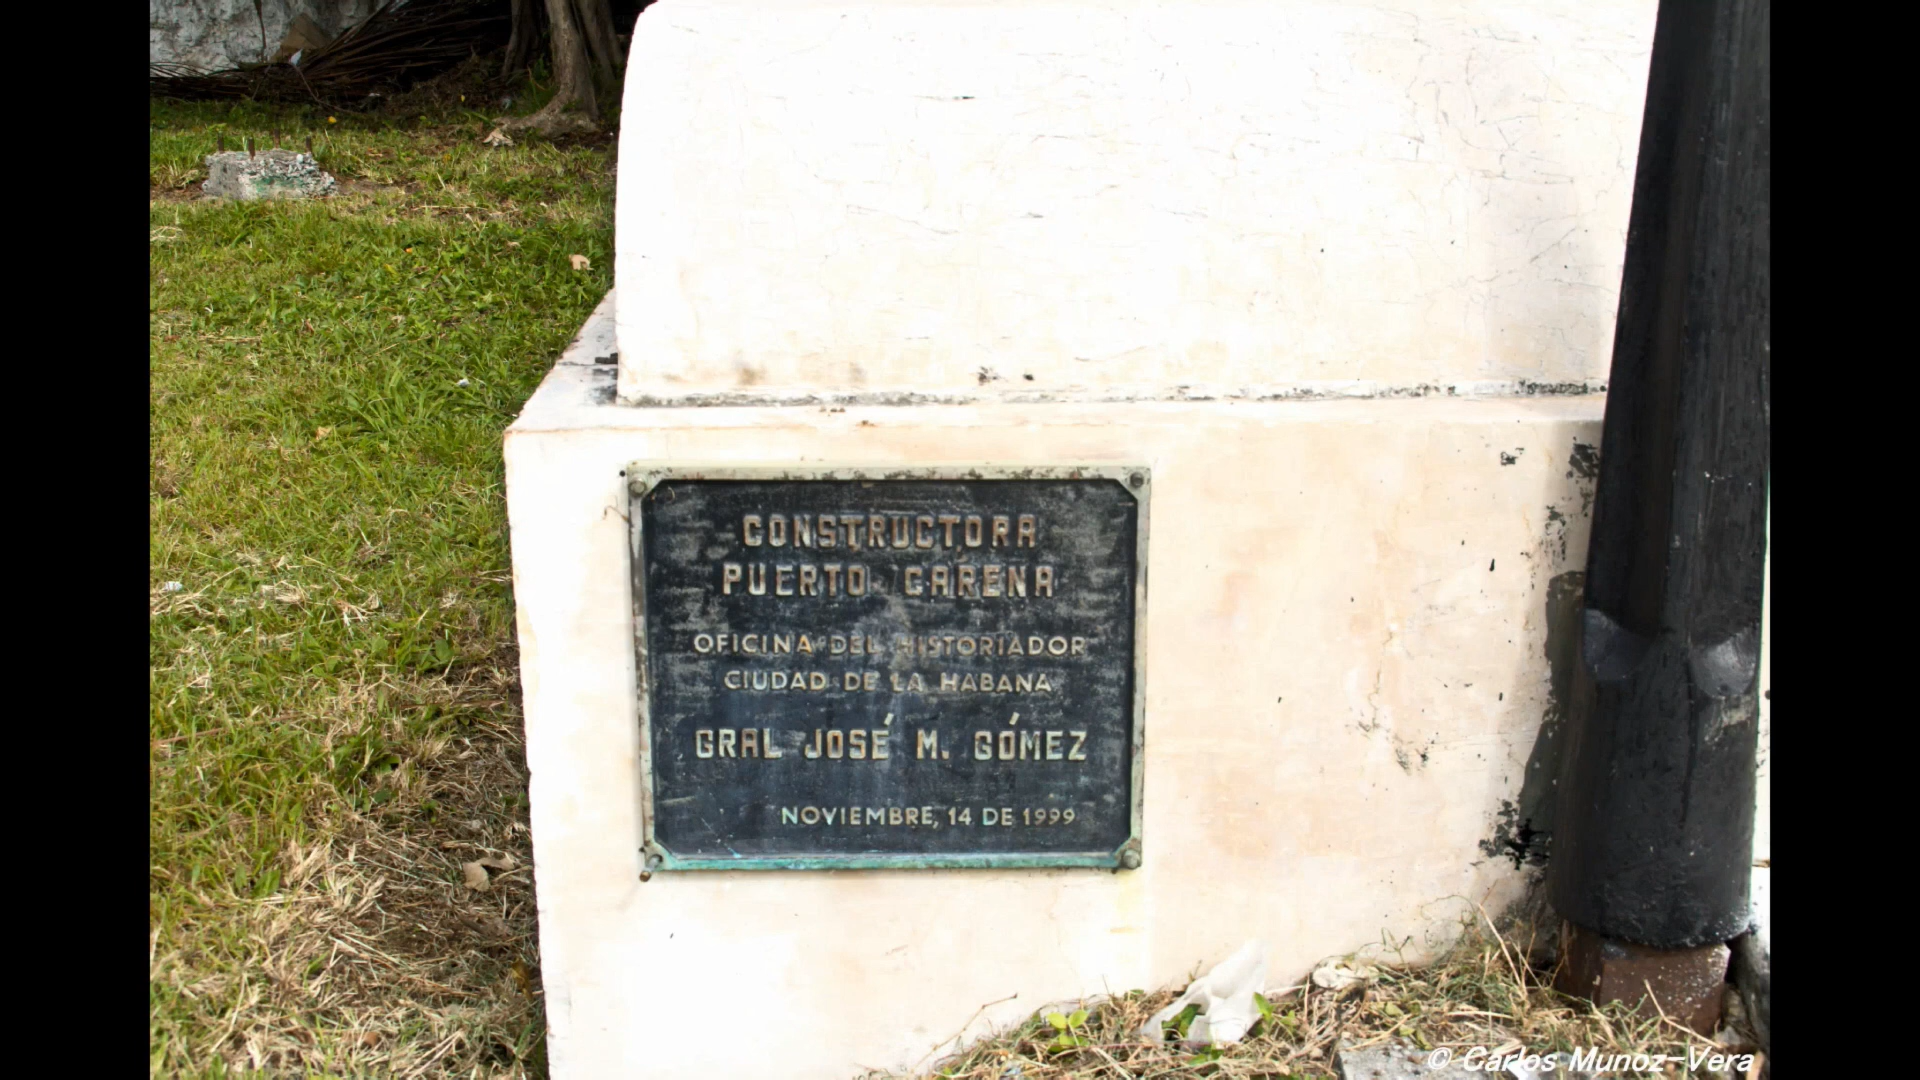 CONSTRUCTORA
PUERTO CARENA
OFICINA DEL HISTORIADOR
CIUDAD DE LA HABANA
GRAL JOSÉ M. GÓMEZ
NOVIEMBRE, 14 DE 1999
© Carlos Munoz-Vera